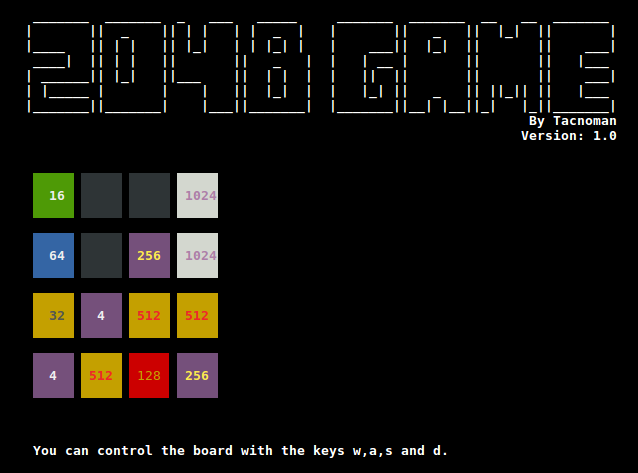 2048 GAME
By Tacnoman
Version: 1.0
16 1024
64 256 1024
32 4 512 512
4 512 128 256
You can control the board with the keys w,a,s and d.